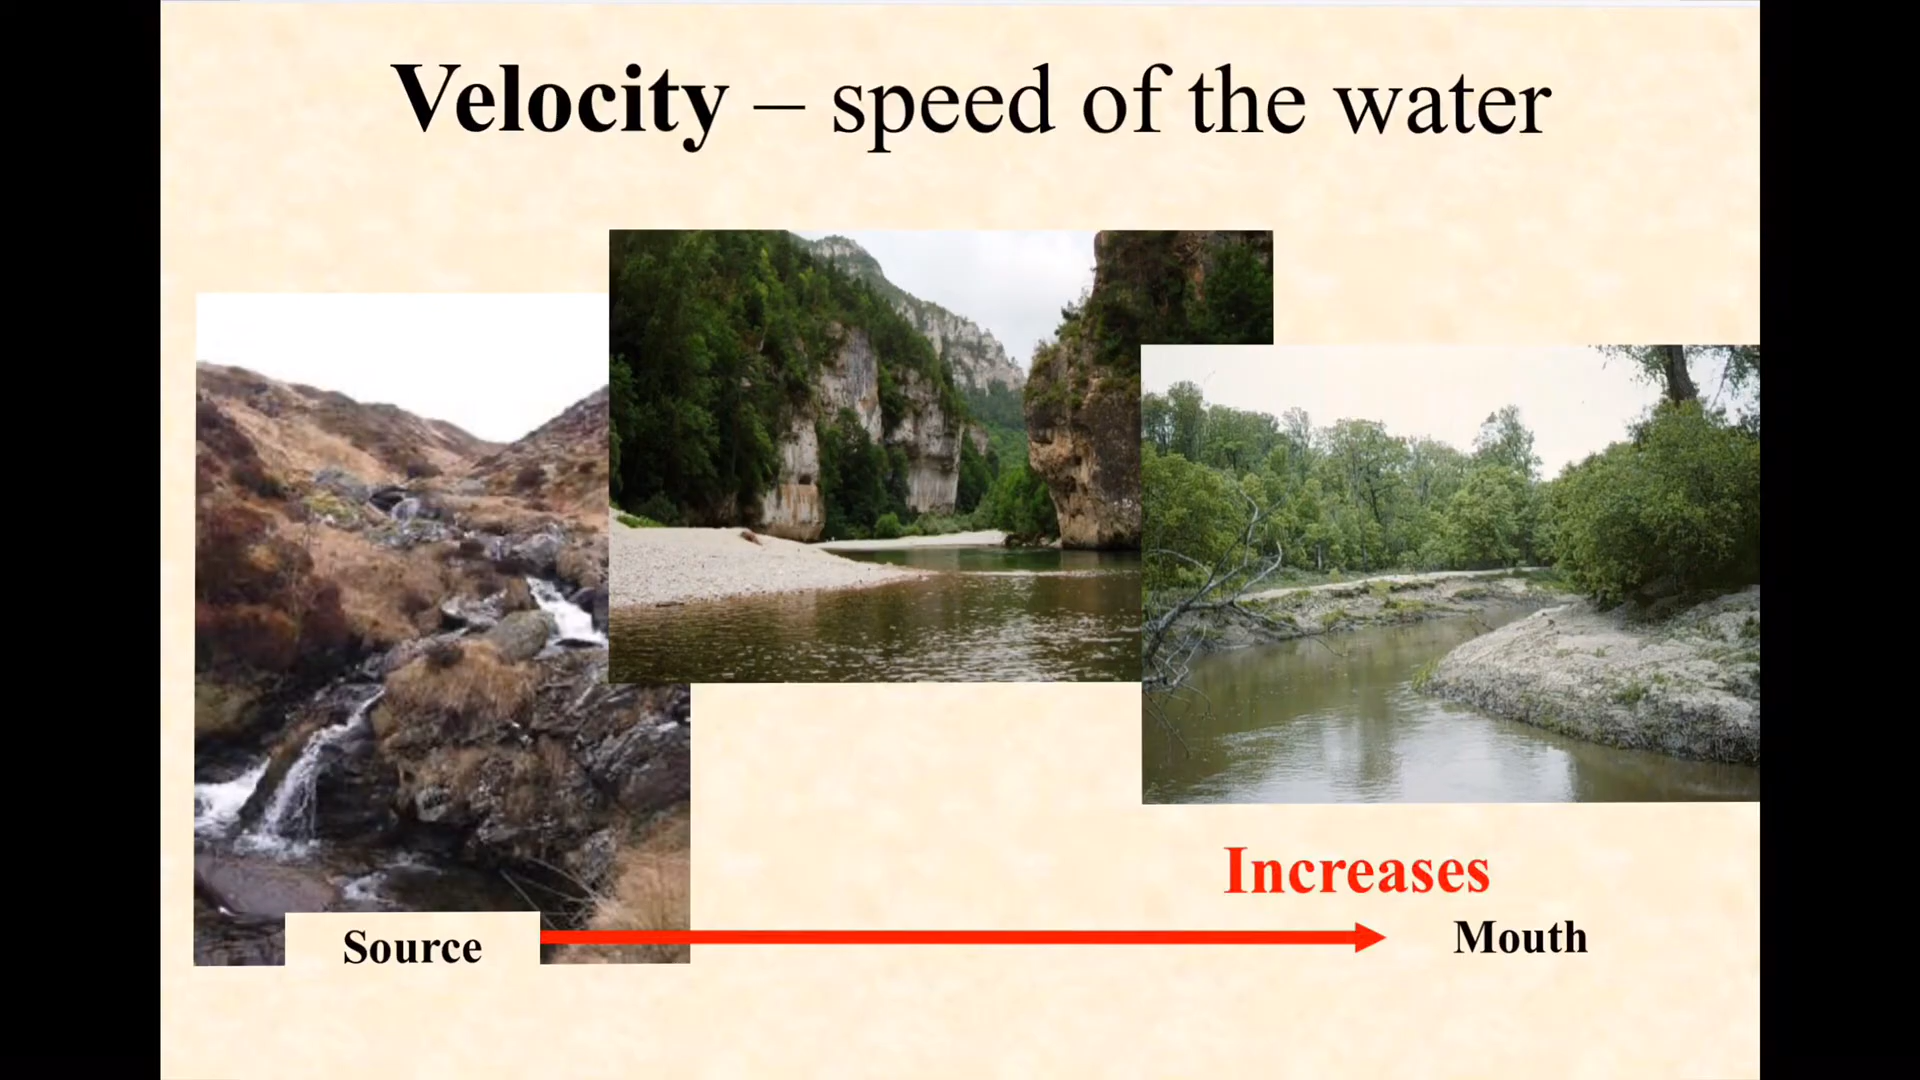 Velocity – speed of the water
Increases
Source
Mouth